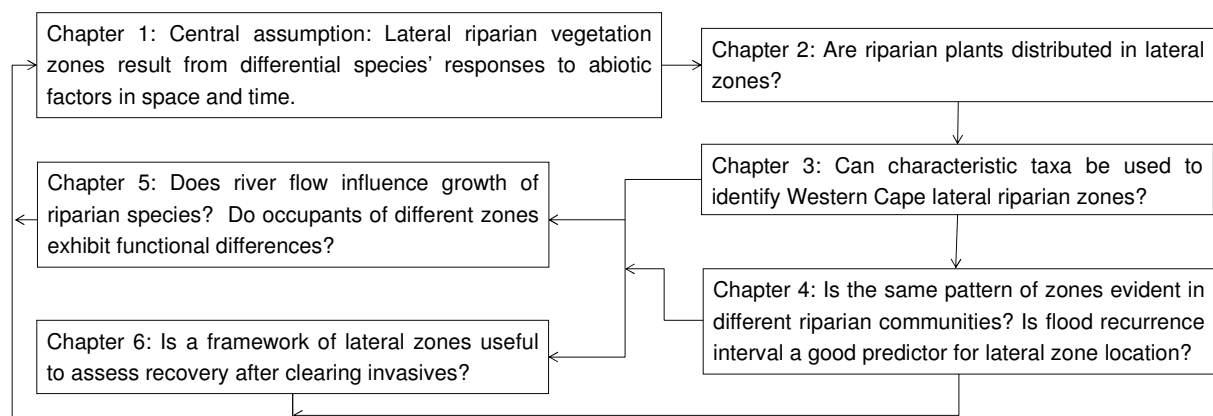 Chapter 1: Central assumption: Lateral riparian vegetation
zones result from differential species' responses to abiotic
factors in space and time.
Chapter 2: Are riparian plants distributed in lateral
zones?
Chapter 3: Can characteristic taxa be used to
identify Western Cape lateral riparian zones?
Chapter 4: Is the same pattern of zones evident in
different riparian communities? Is flood recurrence
interval a good predictor for lateral zone location?
Chapter 5: Does river flow influence growth of
riparian species? Do occupants of different zones
exhibit functional differences?
Chapter 6: Is a framework of lateral zones useful
to assess recovery after clearing invasives?